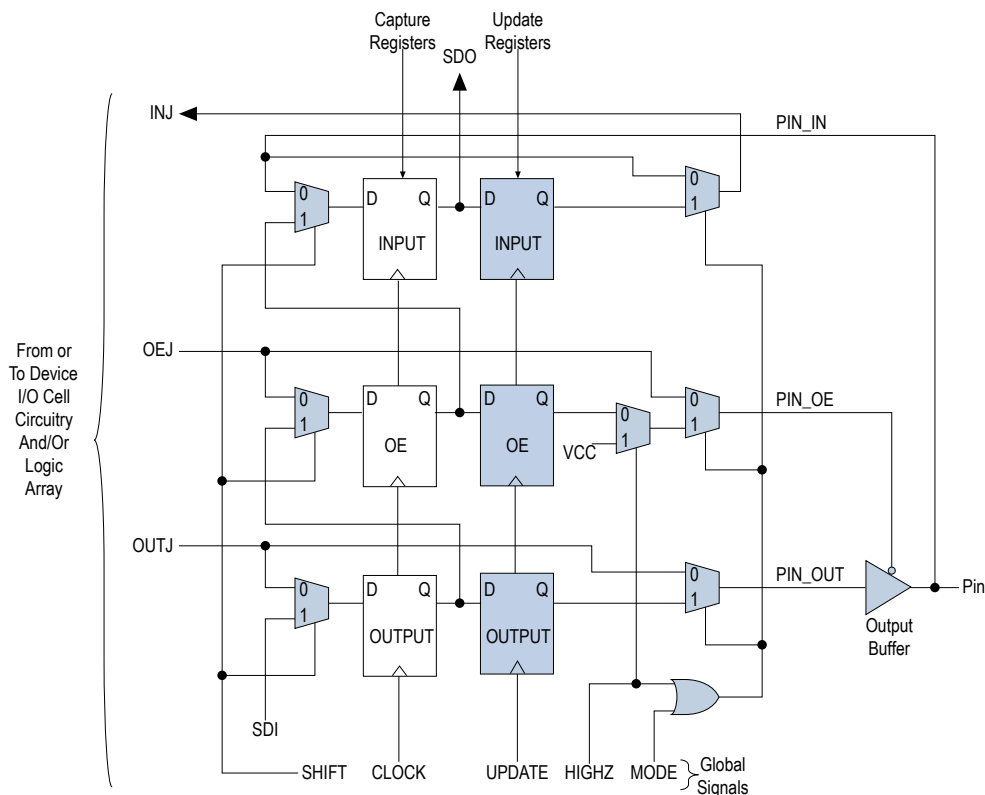 Capture
Registers
Update
Registers
SDO
INJ
PIN_IN
0
1
D Q
INPUT
D Q
INPUT
0
1
From or
To Device
I/O Cell
Circuitry
And/Or
Logic
Array
OEJ
0
1
D Q
OE
D Q
OE
0
1
VCC
0
1
PIN_OE
OUTJ
0
1
D Q
OUTPUT
D Q
OUTPUT
0
1
PIN_OUT
Pin
Output
Buffer
SDI
SHIFT
CLOCK
UPDATE
HIGHZ
MODE
Global
Signals